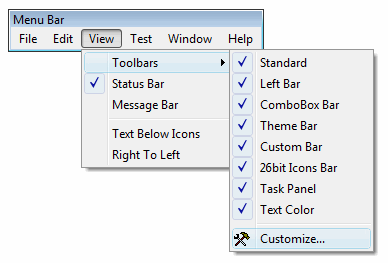 Menu Bar
File Edit View Test Window Help
Toolbars
Status Bar
Message Bar
Text Below Icons
Right To Left
Standard
Left Bar
ComboBox Bar
Theme Bar
Custom Bar
26bit Icons Bar
Task Panel
Text Color
Customize...